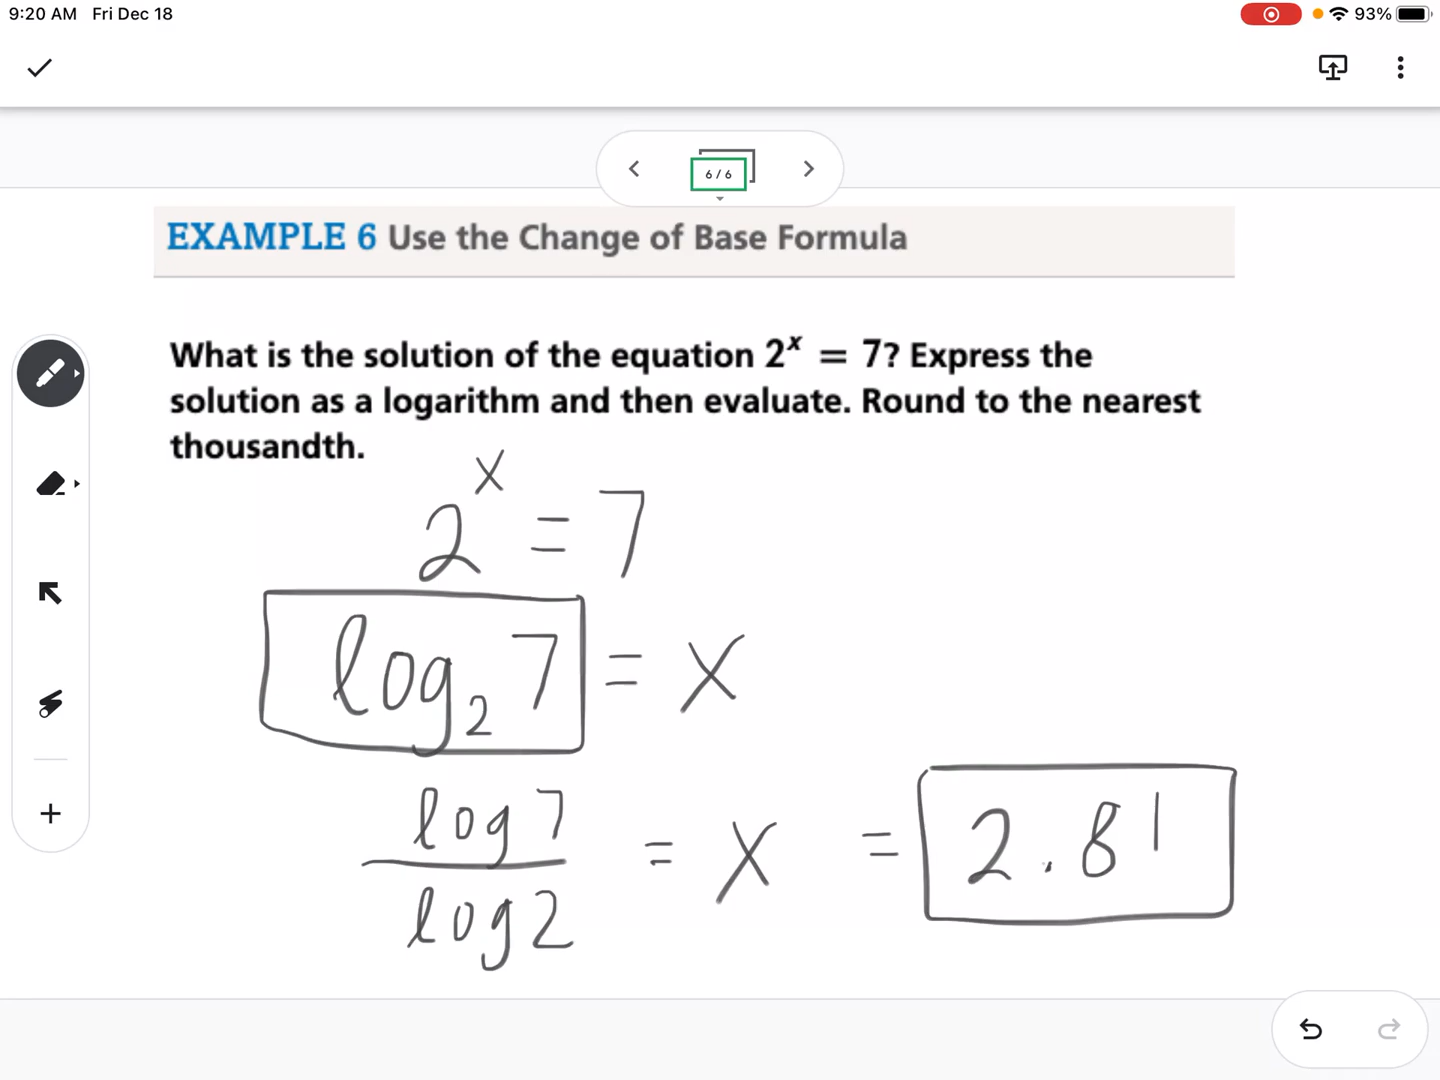 9:20 AM Fri Dec 18
93%
6 / 6
EXAMPLE 6 Use the Change of Base Formula
What is the solution of the equation 2ˣ = 7? Express the
solution as a logarithm and then evaluate. Round to the nearest
thousandth.
2ˣ = 7
log₂ 7 = x
log 7
= x = 2.81
log 2